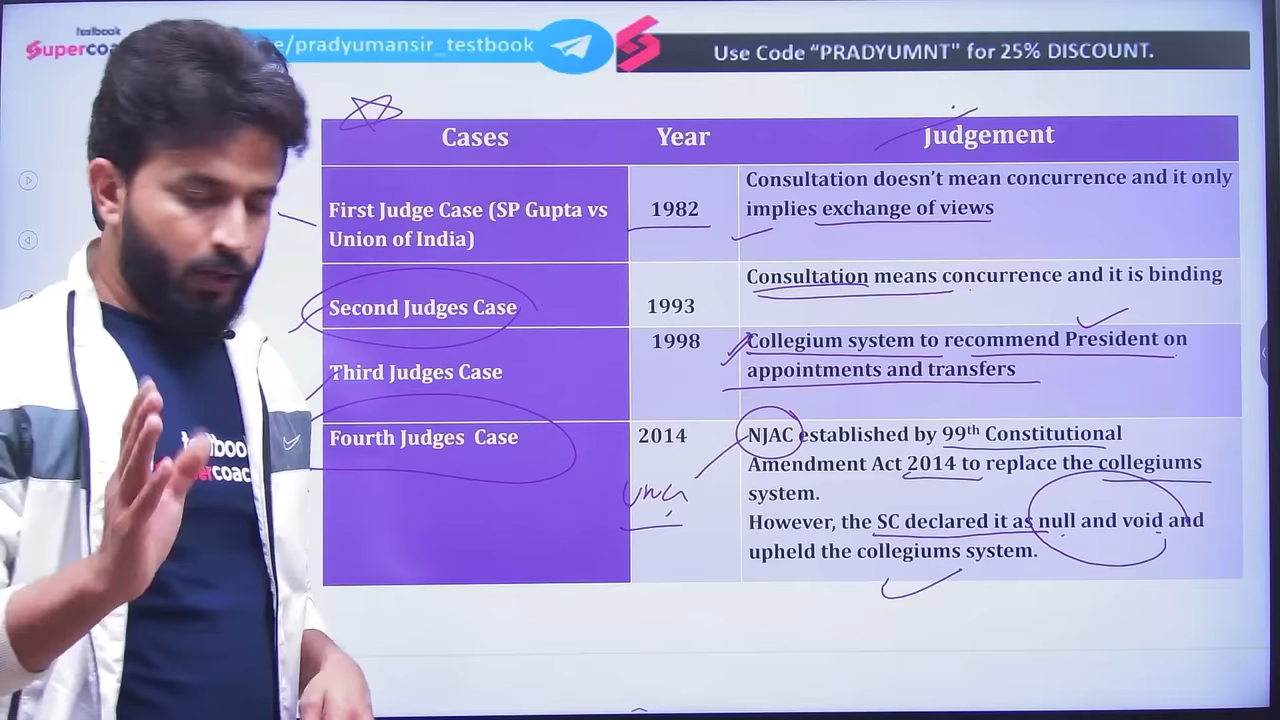 testbook
Supercoa
e/pradyumansir_testbook
Use Code "PRADYUMNT" for 25% DISCOUNT.
Cases Year Judgement
First Judge Case (SP Gupta vs
Union of India)
1982
Consultation doesn't mean concurrence and it only
implies exchange of views
Second Judges Case
1993
Consultation means concurrence and it is binding
Third Judges Case
1998
Collegium system to recommend President on
appointments and transfers
Fourth Judges Case
2014
NJAC established by 99th Constitutional
Amendment Act 2014 to replace the collegiums
system.
However, the SC declared it as null and void and
upheld the collegiums system.